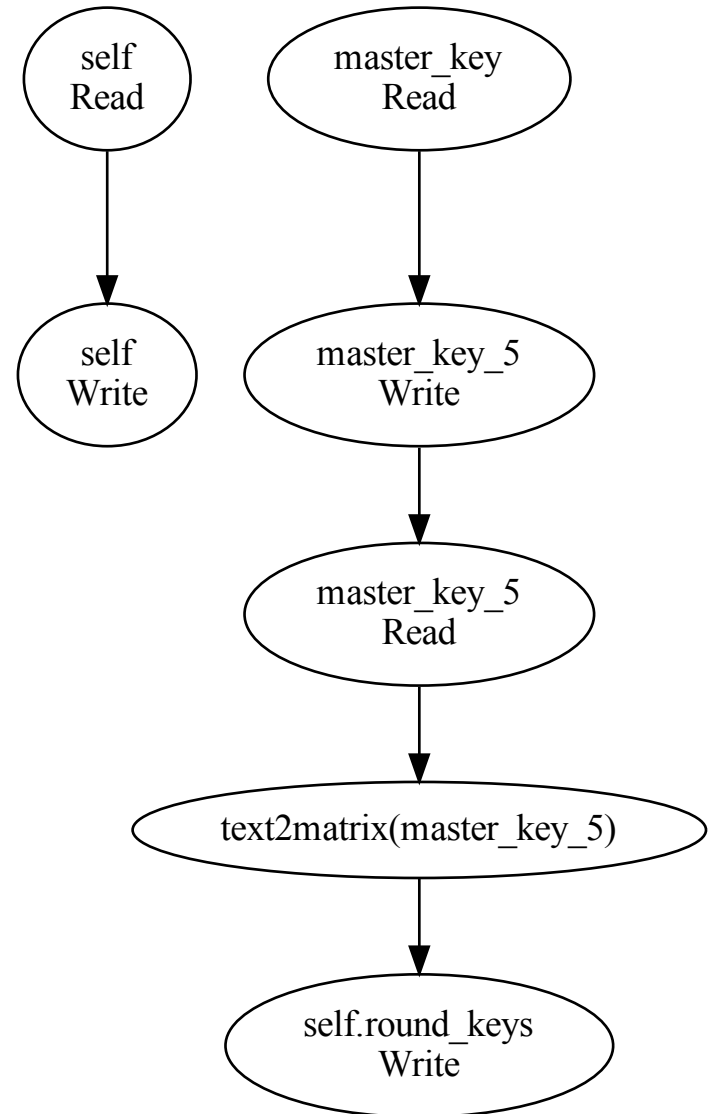 self
Read
master_key
Read
self
Write
master_key_5
Write
master_key_5
Read
text2matrix(master_key_5)
self.round_keys
Write